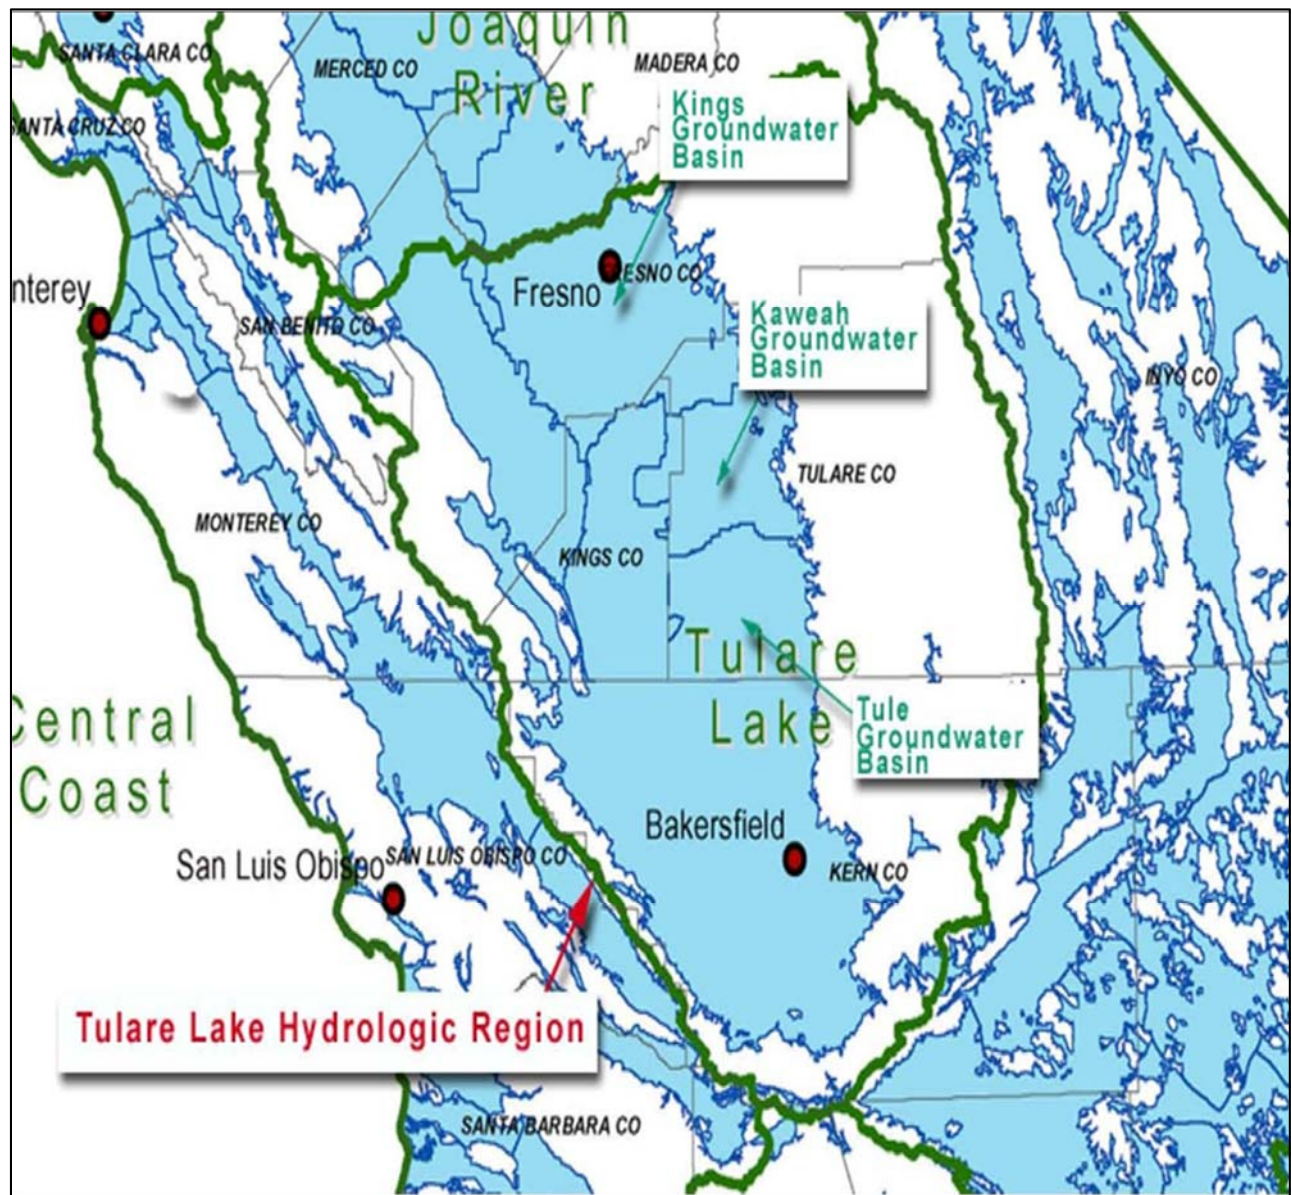 Joaquin
River
SANTA CLARA CO
MERCED CO
MADERA CO
Kings
Groundwater
Basin
ANTA CRUZ CO
nterey
Fresno
RESNO CO
SAN BENITO CO
Kaweah
Groundwater
Basin
INYO CO
TULARE CO
MONTEREY CO
KINGS CO
Tulare
Lake
Central
Coast
Tule
Groundwater
Basin
Bakersfield
San Luis Obispo
SAN LUIS OBISPO CO
KERN CO
Tulare Lake Hydrologic Region
SANTA BARBARA CO